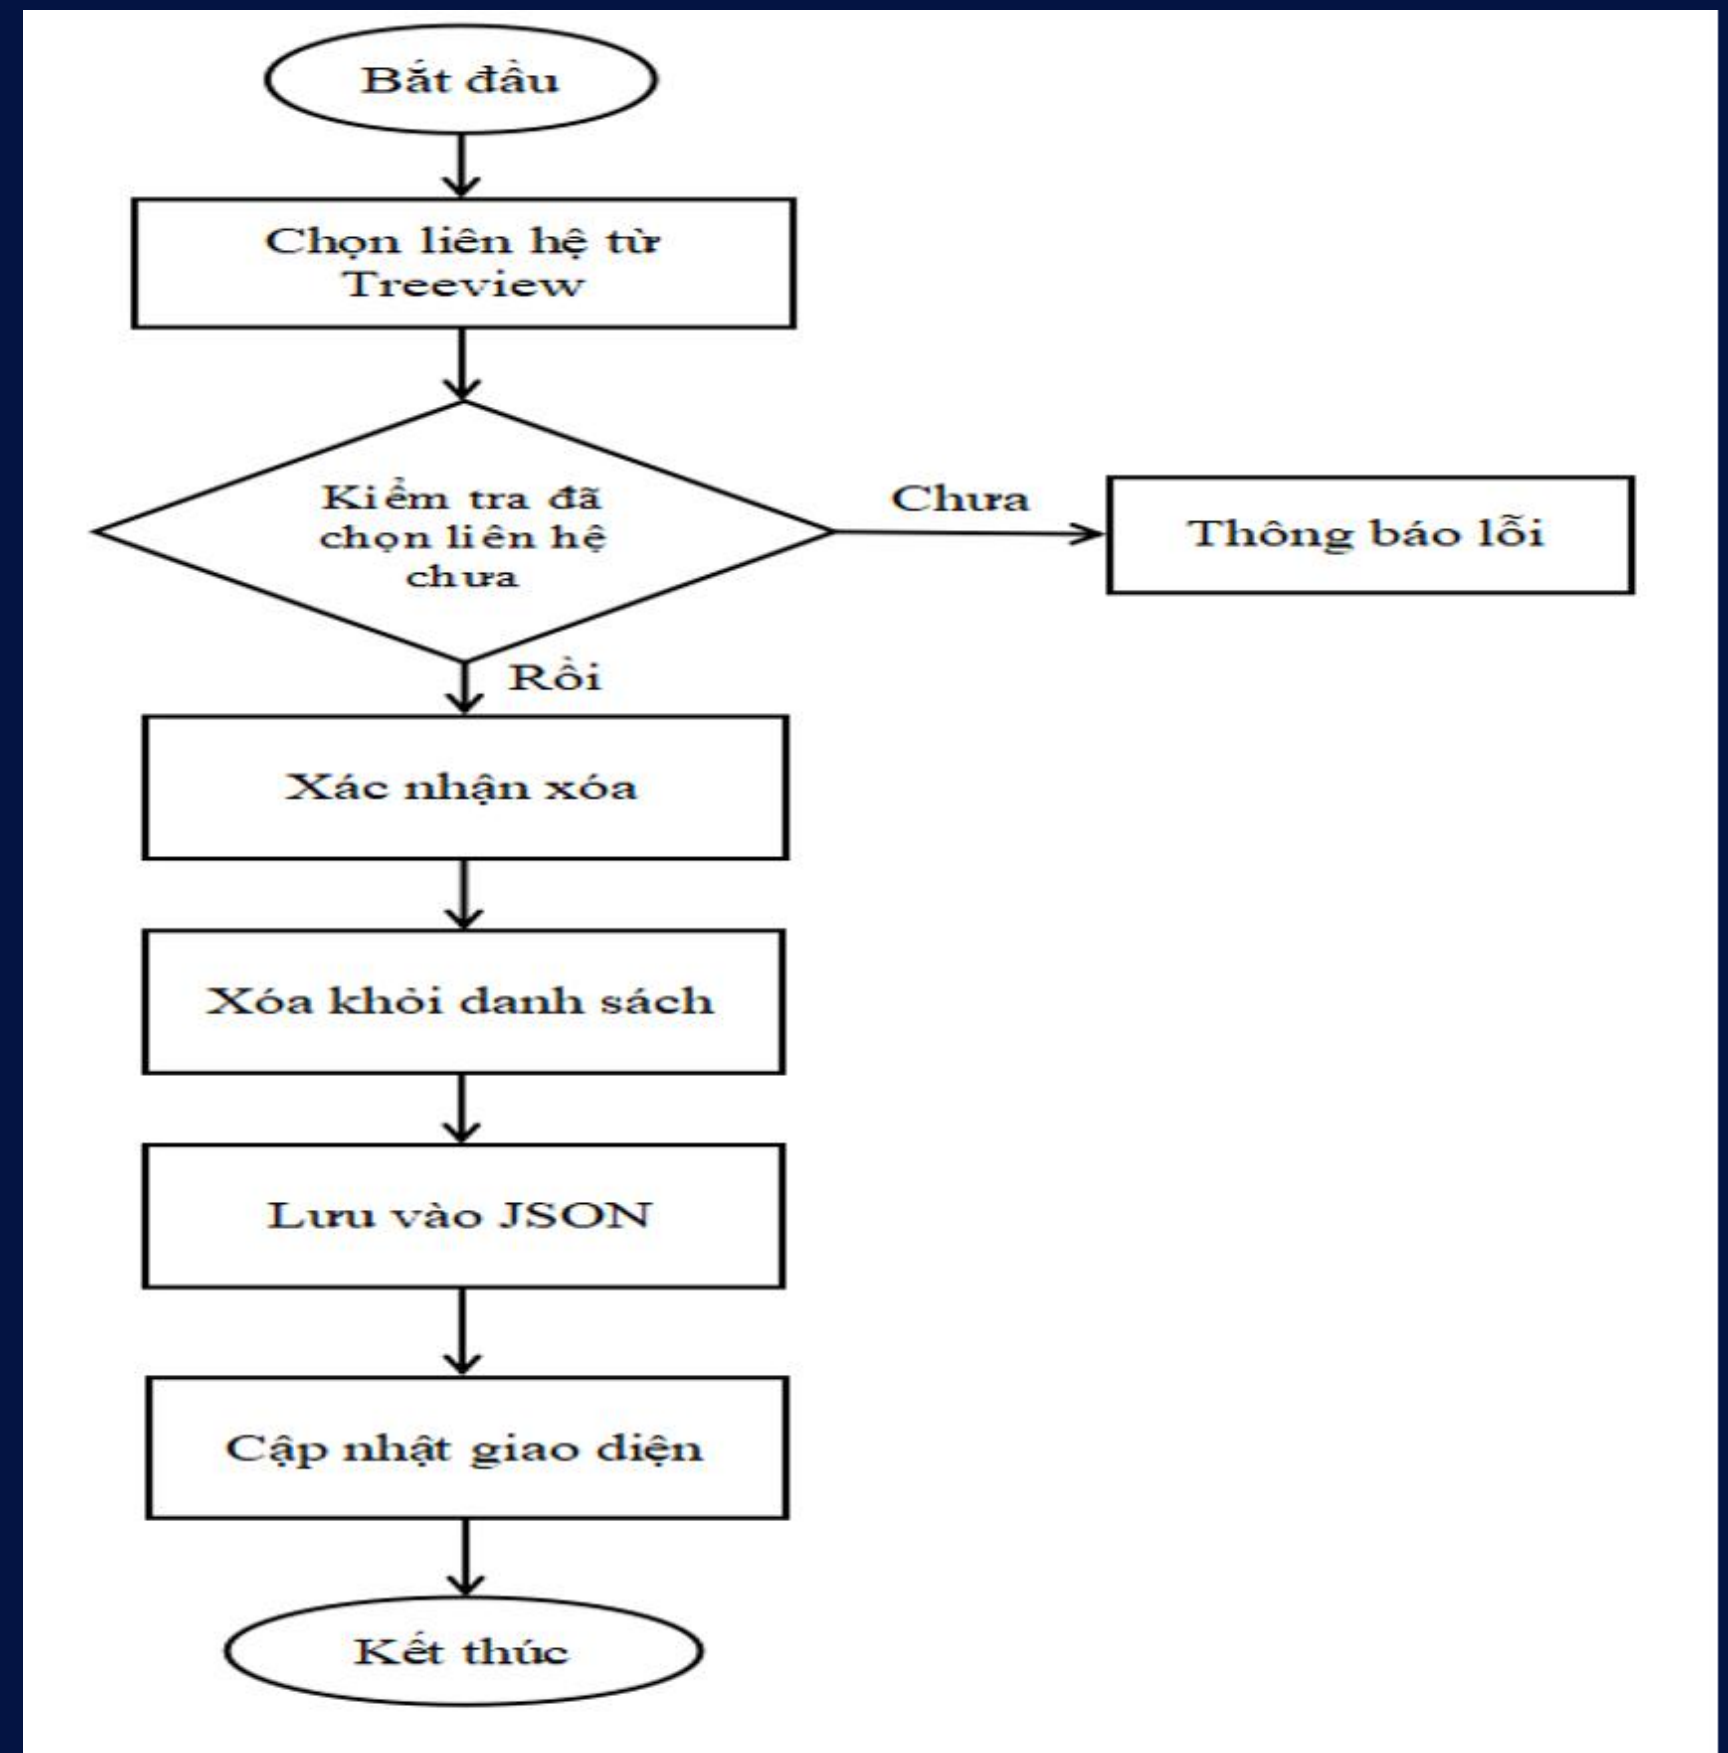 Bắt đầu
Chọn liên hệ từ
Treeview
Kiểm tra đã
chọn liên hệ
chưa
Chưa
Thông báo lỗi
Rồi
Xác nhận xóa
Xóa khỏi danh sách
Lưu vào JSON
Cập nhật giao diện
Kết thúc